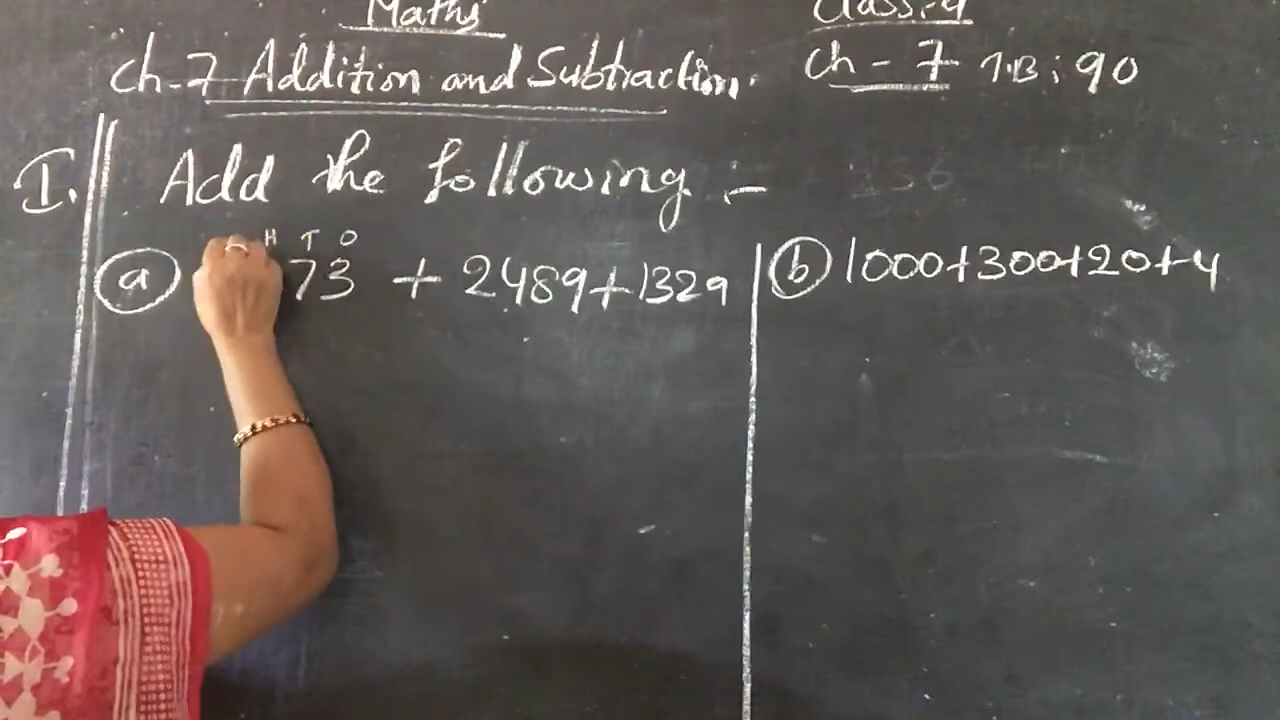 Maths
Class:4
Ch-7 Addition and Subtraction.
Ch - 7 T.B: 90
I. Add the following :-
256
H T O
a 73 + 2489+1329
b 1000+300+20+4